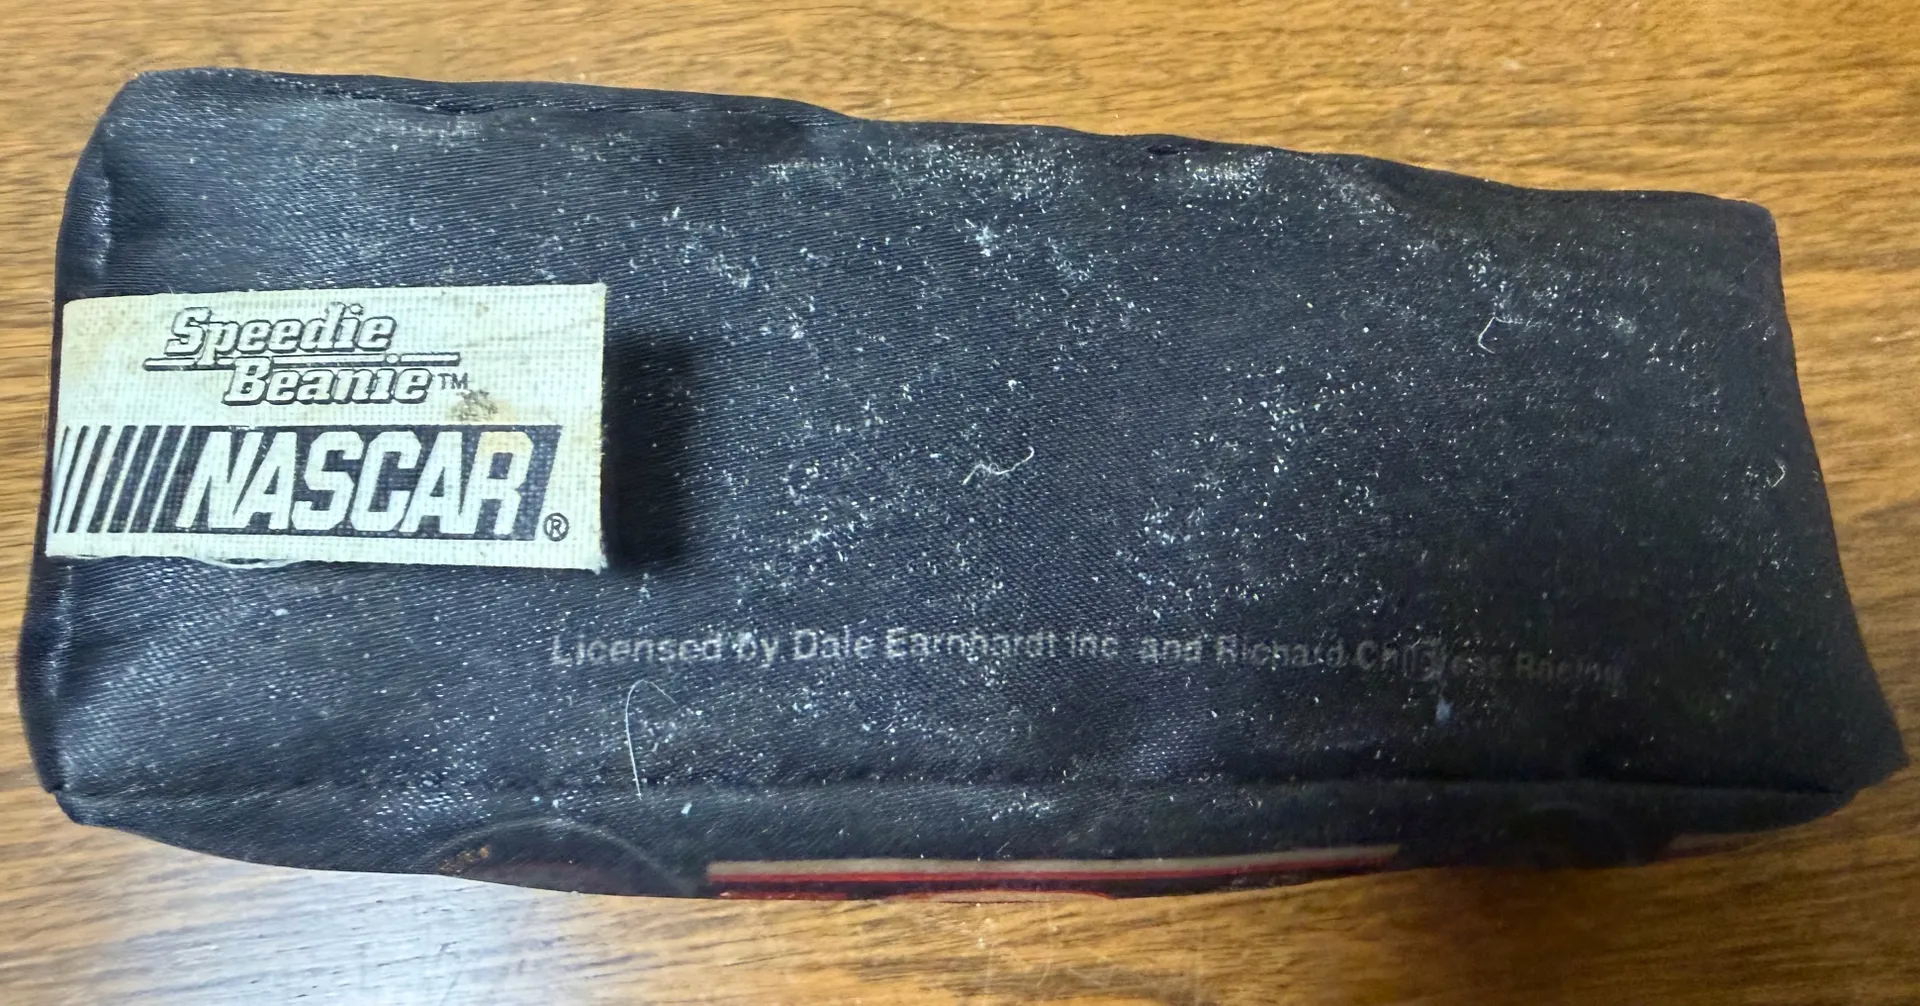 Speedie
Beanie™
NASCAR®
Licensed by Dale Earnhardt Inc and Richard Childress Racing